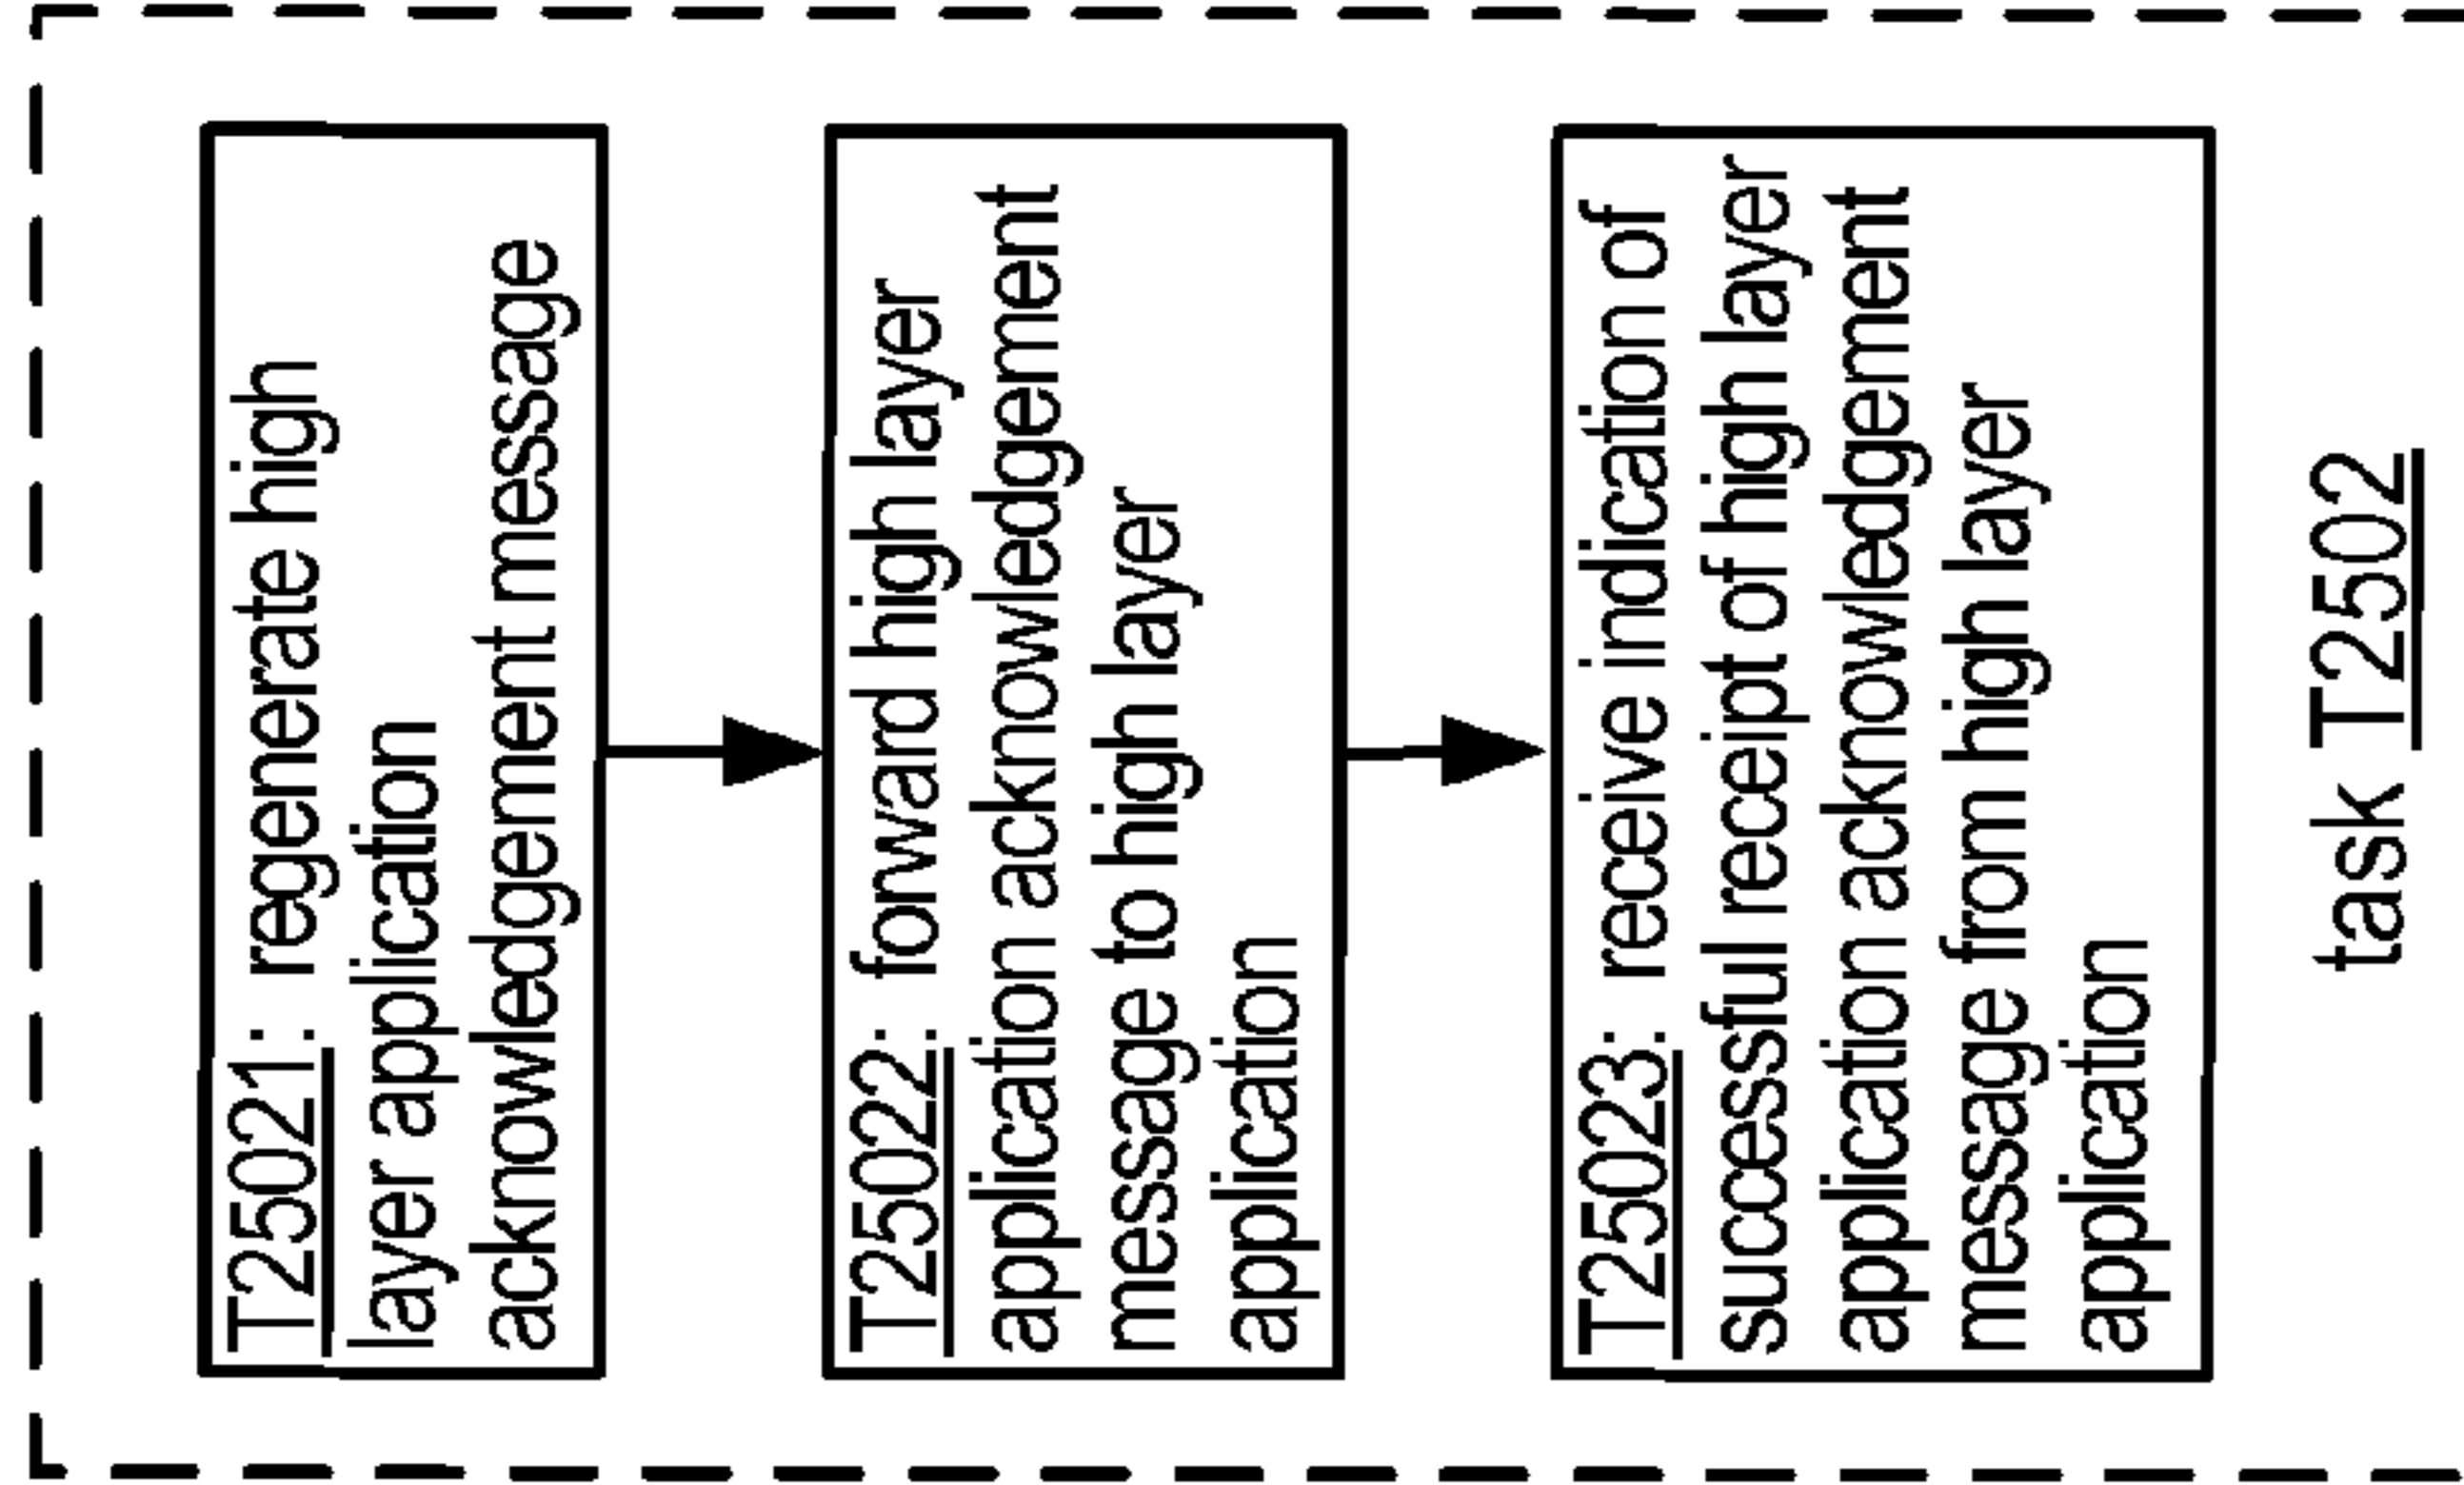 T25021: regenerate high
layer application
acknowledgement message
T25022: forward high layer
application acknowledgement
message to high layer
application
T25023: receive indication of
successful receipt of high layer
application acknowledgement
message from high layer
application
task T2502